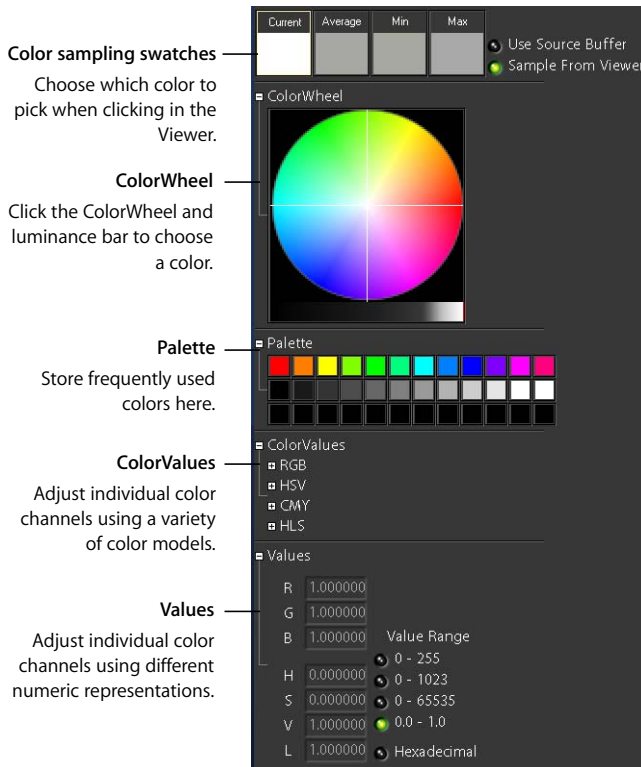 Current Average Min Max
Use Source Buffer
Sample From Viewer
Color sampling swatches
Choose which color to
pick when clicking in the
Viewer.
ColorWheel
ColorWheel
Click the ColorWheel and
luminance bar to choose
a color.
Palette
Palette
Store frequently used
colors here.
ColorValues
RGB
HSV
CMY
HLS
ColorValues
Adjust individual color
channels using a variety
of color models.
Values
R 1.000000
G 1.000000
B 1.000000
H 0.000000
S 0.000000
V 1.000000
L 1.000000
Value Range
0 - 255
0 - 1023
0 - 65535
0.0 - 1.0
Hexadecimal
Values
Adjust individual color
channels using different
numeric representations.